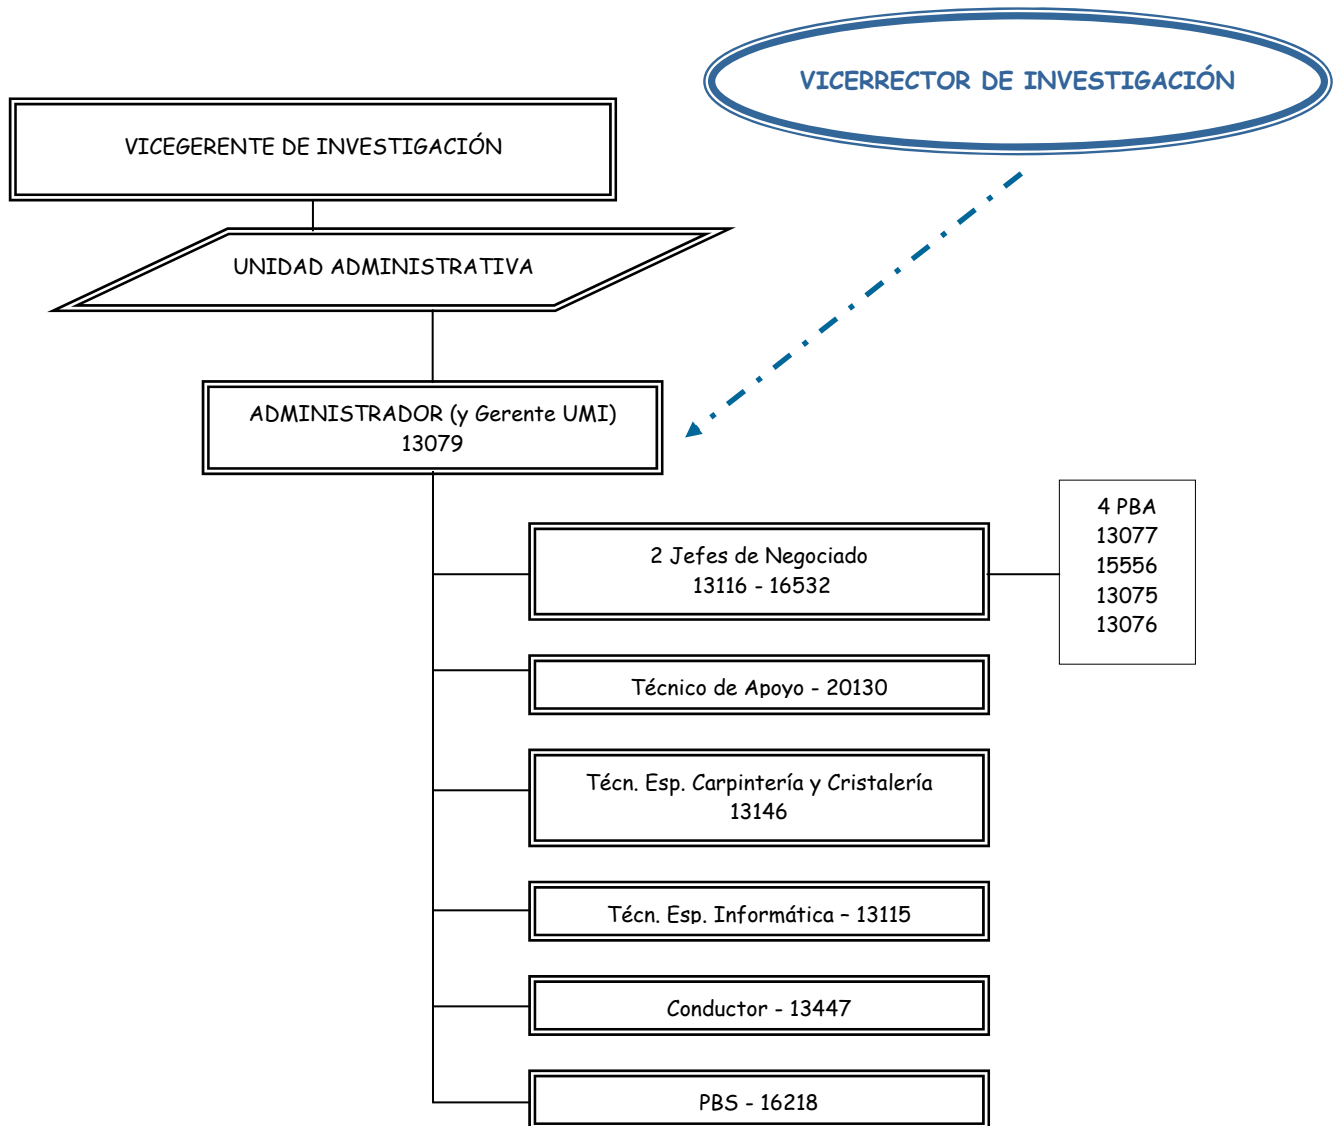 VICERRECTOR DE INVESTIGACIÓN
VICEGERENTE DE INVESTIGACIÓN
UNIDAD ADMINISTRATIVA
ADMINISTRADOR (y Gerente UMI)
13079
2 Jefes de Negociado
13116 - 16532
4 PBA
13077
15556
13075
13076
Técnico de Apoyo - 20130
Técn. Esp. Carpintería y Cristalería
13146
Técn. Esp. Informática – 13115
Conductor - 13447
PBS - 16218